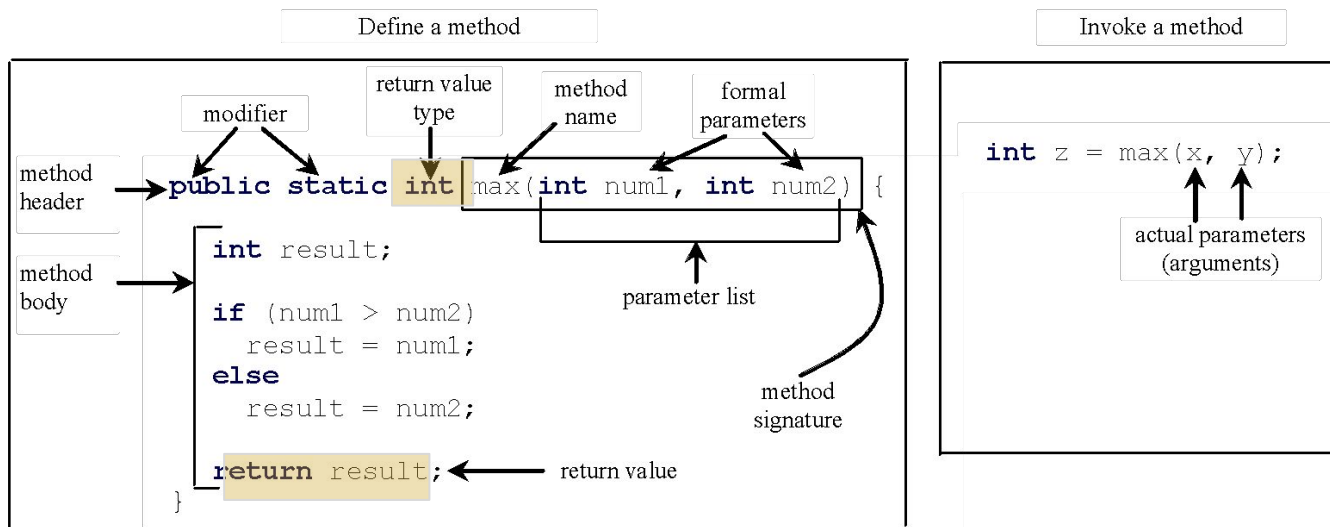 Define a method
Invoke a method
modifier
return value
type
method
name
formal
parameters
method
header
public static int max(int num1, int num2) {
int z = max(x, y);
actual parameters
(arguments)
method
body
int result;
parameter list
if (num1 > num2)
result = num1;
else
result = num2;
method
signature
return result;
return value
}